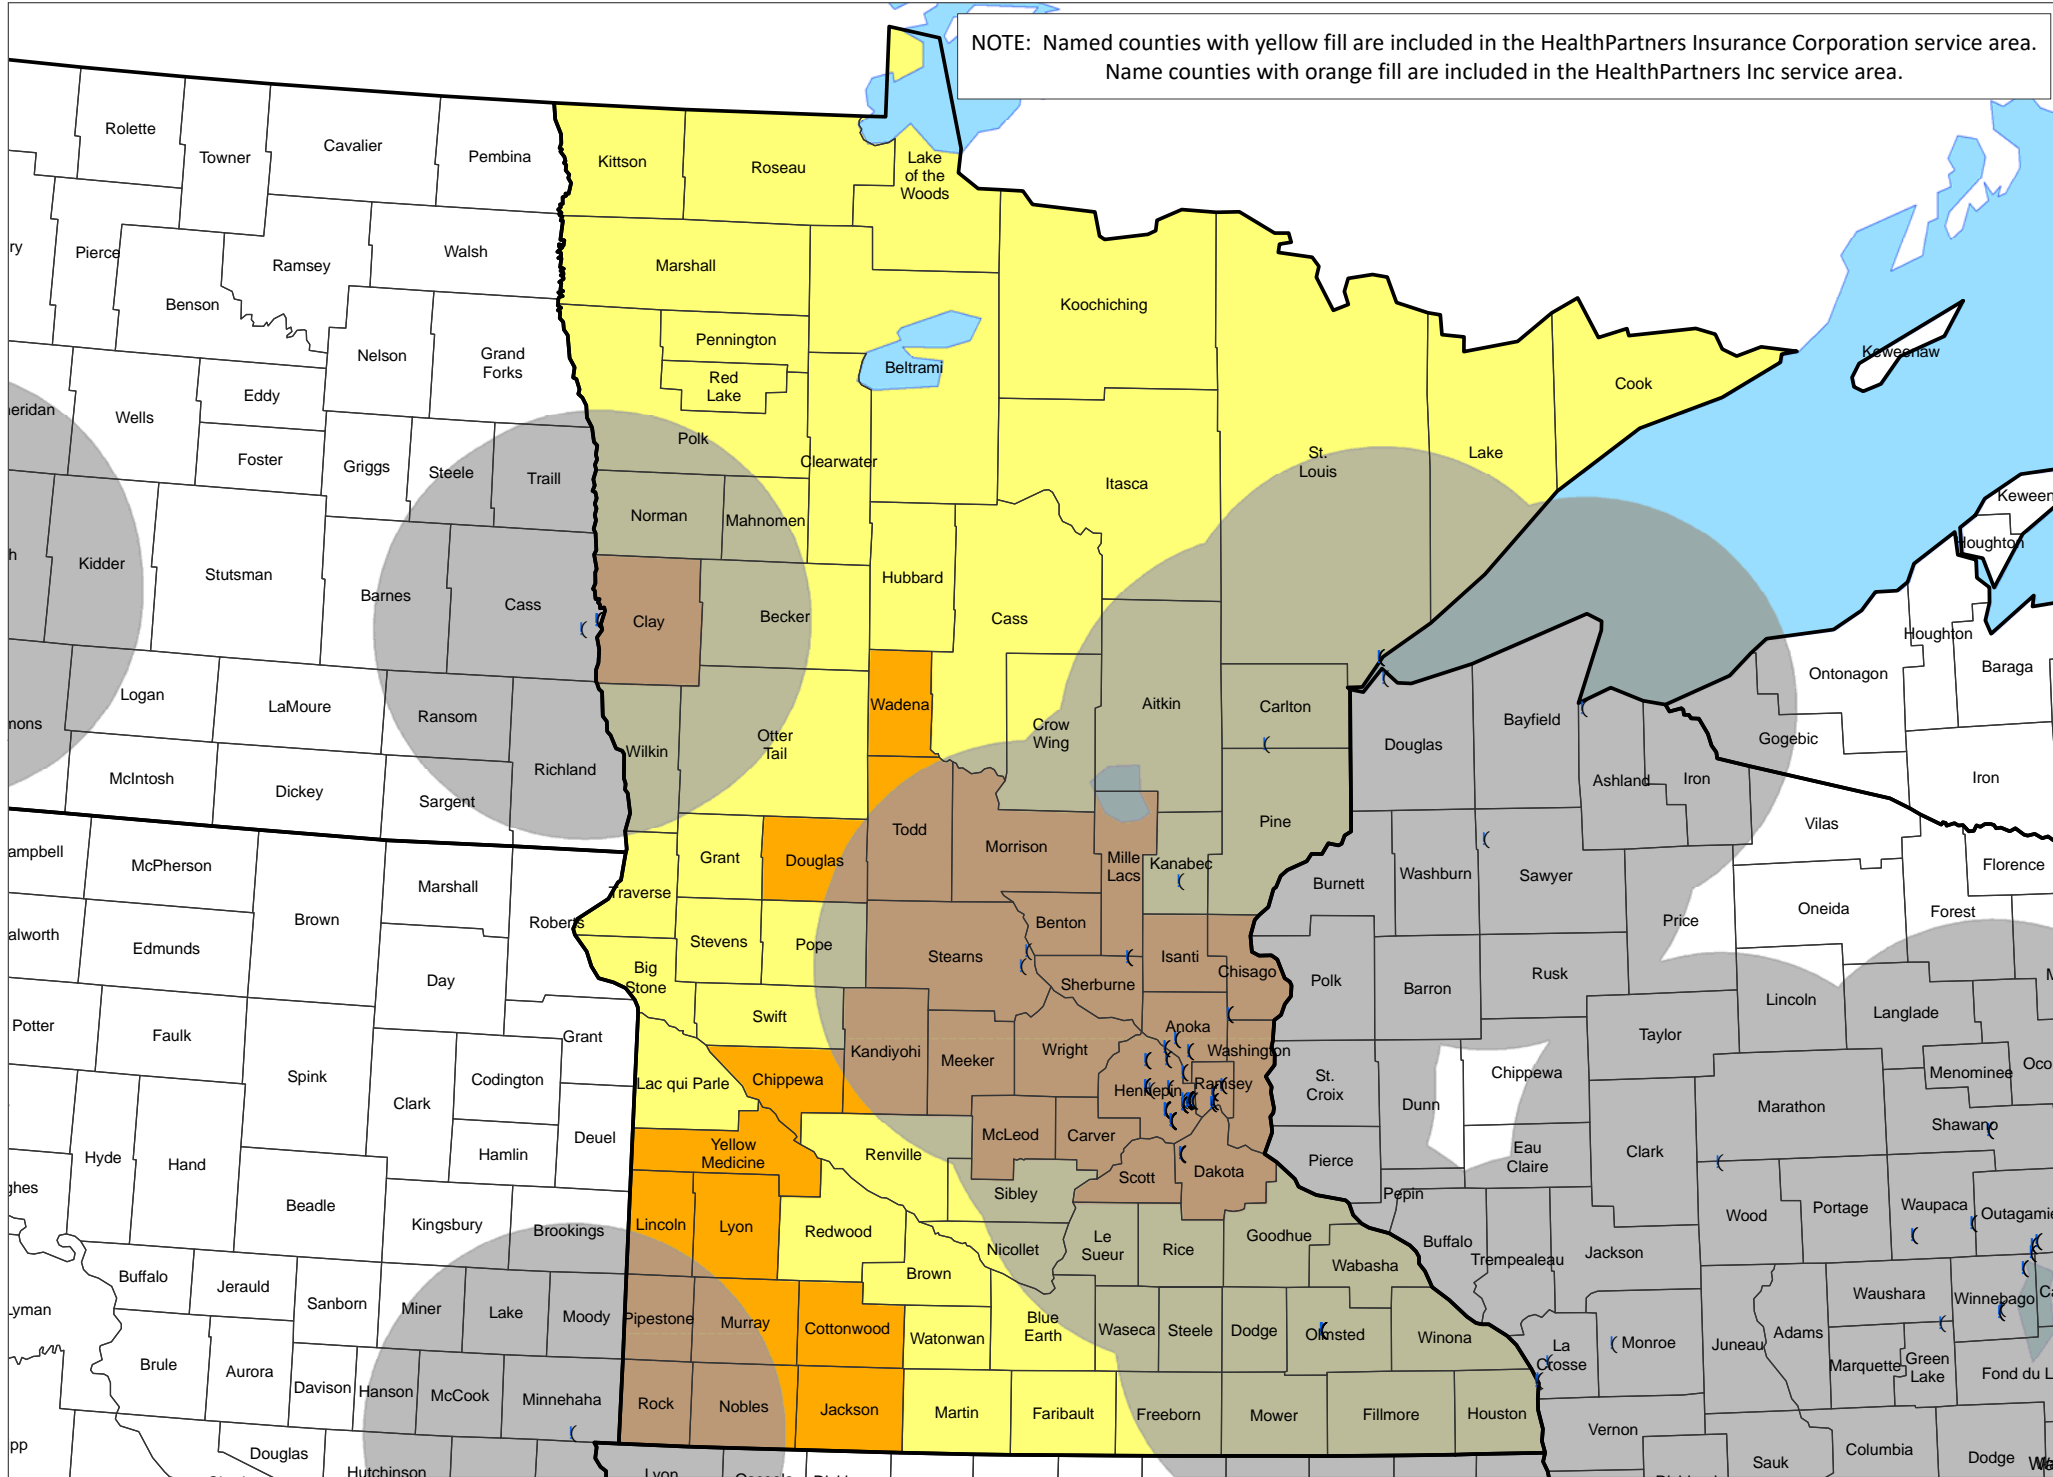 NOTE:  Named counties with yellow fill are included in the HealthPartners Insurance Corporation service area.
Name counties with orange fill are included in the HealthPartners Inc service area.
Rolette
Towner
Cavalier
Pembina
Kittson
Roseau
Lake
of the
Woods
ry
Pierce
Ramsey
Walsh
Marshall
Benson
Koochiching
Nelson
Grand
Forks
Pennington
Red
Lake
Beltrami
Keweenaw
Cook
eridan
Wells
Eddy
Foster
Griggs
Steele
Traill
Polk
Clearwater
Itasca
St.
Louis
Lake
Keween
Houghton
Norman
Mahnomen
h
Kidder
Stutsman
Barnes
Cass
Clay
Becker
Hubbard
Cass
Houghton
Baraga
Ontonagon
Logan
LaMoure
Ransom
Wadena
Aitkin
Carlton
mons
Wilkin
Otter
Tail
Crow
Wing
Douglas
Bayfield
Gogebic
McIntosh
Dickey
Sargent
Richland
Ashland
Iron
Iron
Todd
Morrison
Pine
Vilas
ampbell
McPherson
Marshall
Grant
Douglas
Mille
Lacs
Kanabec
Burnett
Washburn
Sawyer
Florence
Traverse
Roberts
Brown
alworth
Edmunds
Stevens
Pope
Benton
Price
Oneida
Forest
Day
Big
Stone
Stearns
Isanti
Chisago
Polk
Barron
Rusk
M
Sherburne
Lincoln
Langlade
Potter
Faulk
Grant
Swift
Anoka
Taylor
Kandiyohi
Meeker
Wright
Washington
Spink
Codington
Lac qui Parle
Chippewa
Hennepin
Ramsey
St.
Croix
Chippewa
Menominee
Oco
Clark
Dunn
Marathon
Deuel
McLeod
Carver
Shawano
Hyde
Hand
Hamlin
Yellow
Medicine
Renville
Scott
Dakota
Pierce
Eau
Claire
Clark
ghes
Beadle
Kingsbury
Brookings
Lincoln
Lyon
Redwood
Sibley
Pepin
Wood
Portage
Waupaca
Outagamie
Nicollet
Le
Sueur
Rice
Goodhue
Wabasha
Buffalo
Trempealeau
Jackson
Buffalo
Jerauld
Brown
Lyman
Sanborn
Miner
Lake
Moody
Pipestone
Murray
Cottonwood
Watonwan
Blue
Earth
Waseca
Steele
Dodge
Olmsted
Winona
Waushara
Winnebago
Ca
La
Crosse
Monroe
Juneau
Adams
Brule
Aurora
Davison
Hanson
McCook
Minnehaha
Marquette
Green
Lake
Fond du L
Rock
Nobles
Jackson
Martin
Faribault
Freeborn
Mower
Fillmore
Houston
Vernon
pp
Douglas
Hutchinson
Lyon
Sauk
Columbia
Dodge